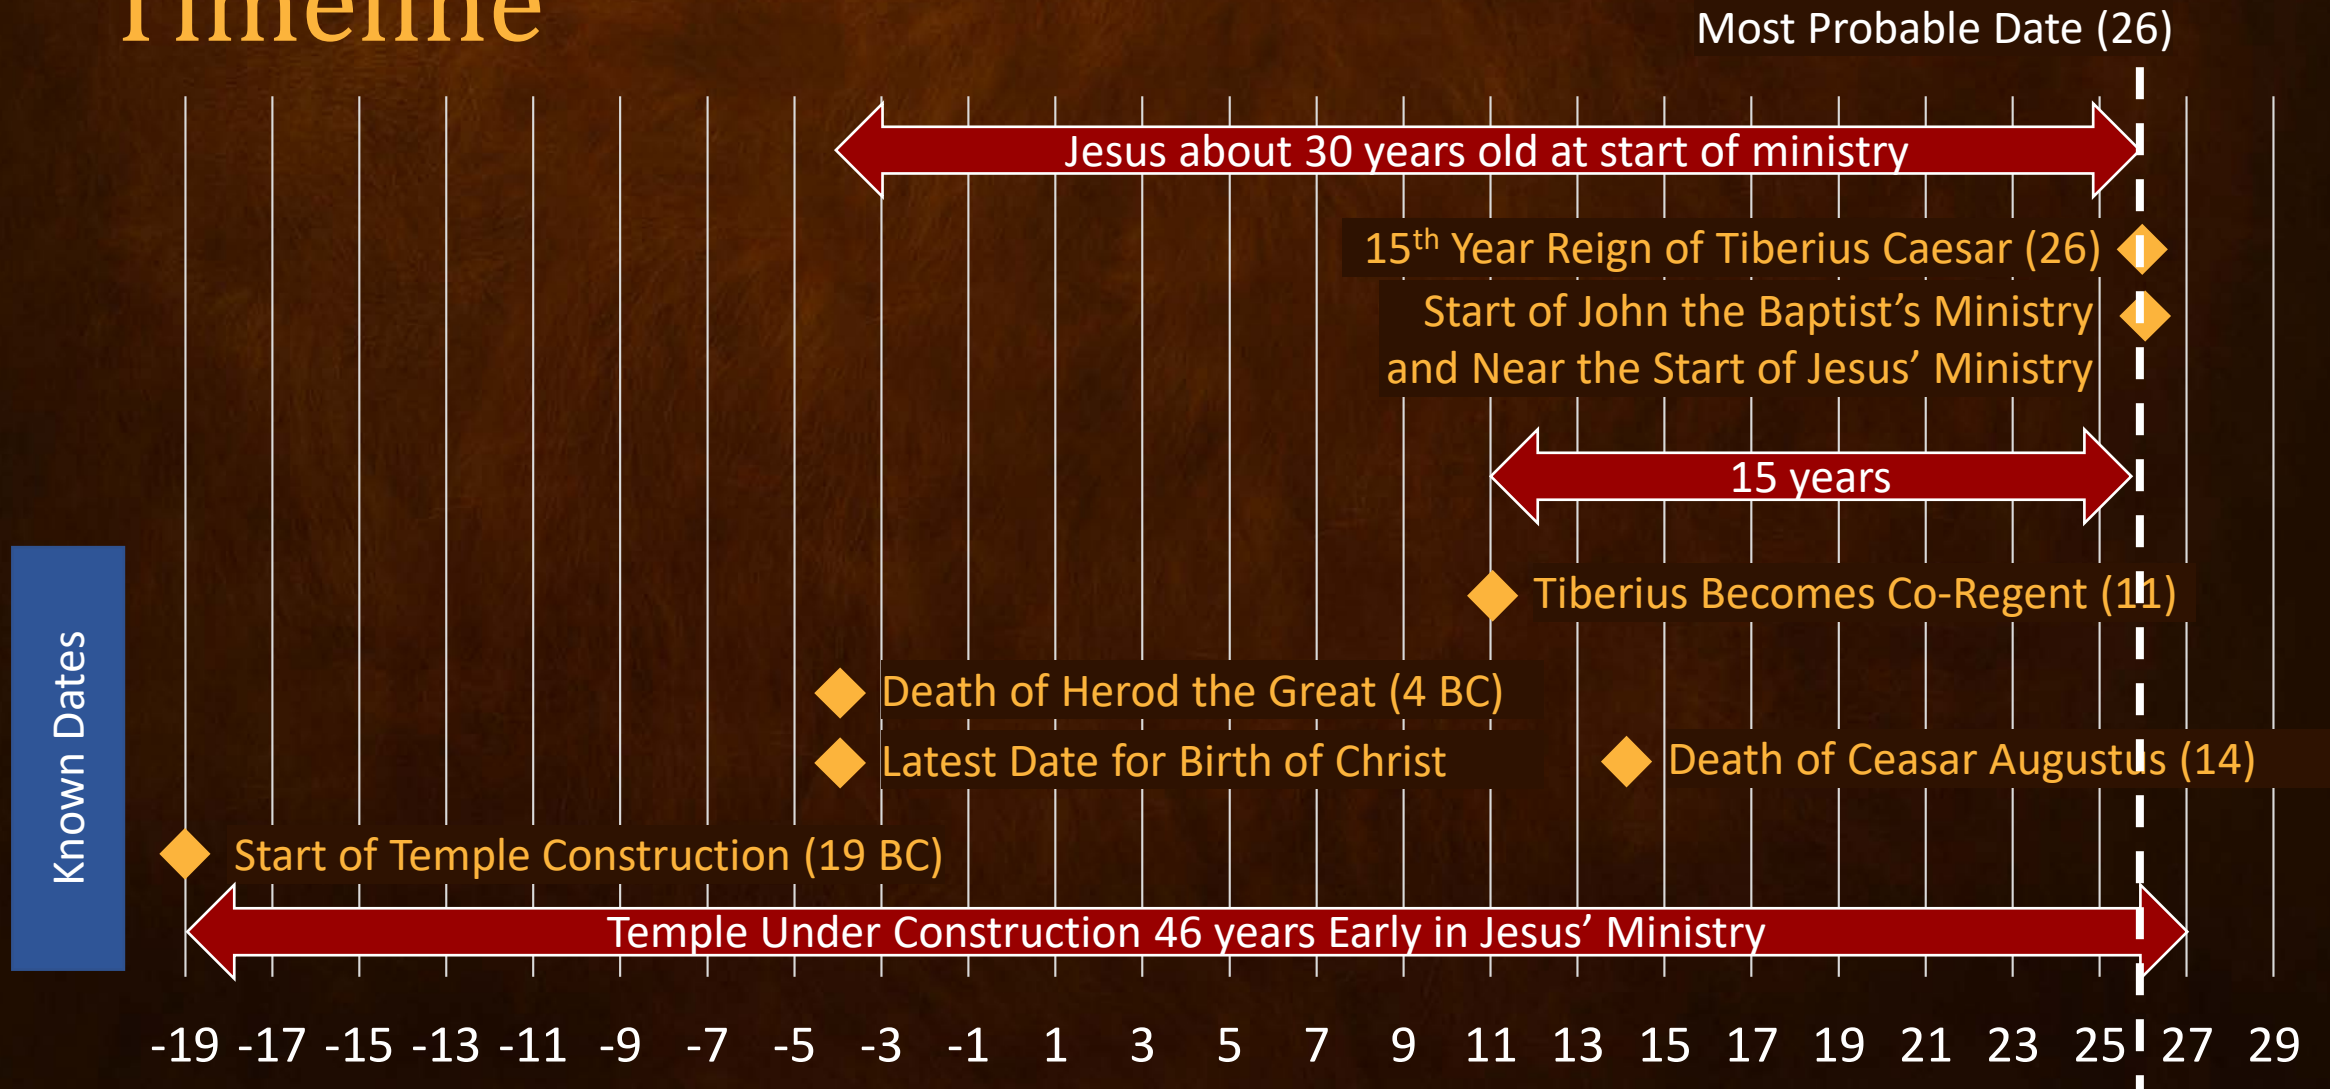 Timeline
Most Probable Date (26)
Jesus about 30 years old at start of ministry
15th Year Reign of Tiberius Caesar (26)
Start of John the Baptist’s Ministry
and Near the Start of Jesus’ Ministry
15 years
Tiberius Becomes Co-Regent (11)
Known Dates
Death of Herod the Great (4 BC)
Latest Date for Birth of Christ
Death of Ceasar Augustus (14)
Start of Temple Construction (19 BC)
Temple Under Construction 46 years Early in Jesus’ Ministry
-19 -17 -15 -13 -11 -9 -7 -5 -3 -1 1 3 5 7 9 11 13 15 17 19 21 23 25 27 29